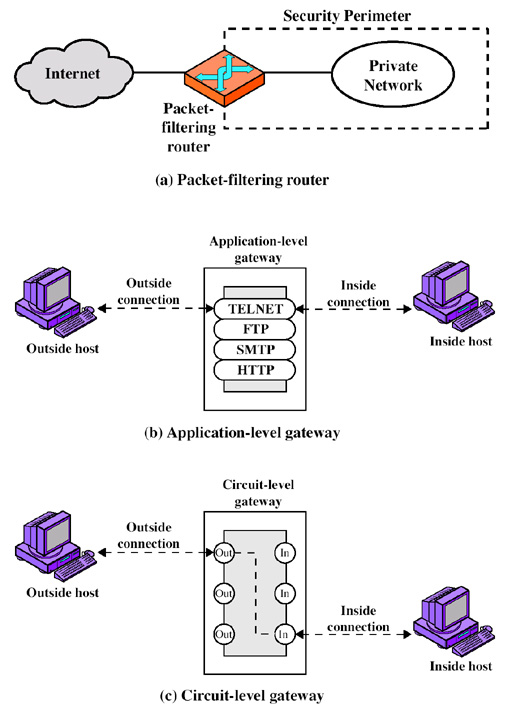 Security Perimeter
Internet
Private
Network
Packet-
filtering
router
(a) Packet-filtering router
Application-level
gateway
Outside
connection
Inside
connection
TELNET
FTP
SMTP
HTTP
Outside host
Inside host
(b) Application-level gateway
Circuit-level
gateway
Outside
connection
Out
In
Out
In
Out
In
Inside
connection
Outside host
Inside host
(c) Circuit-level gateway